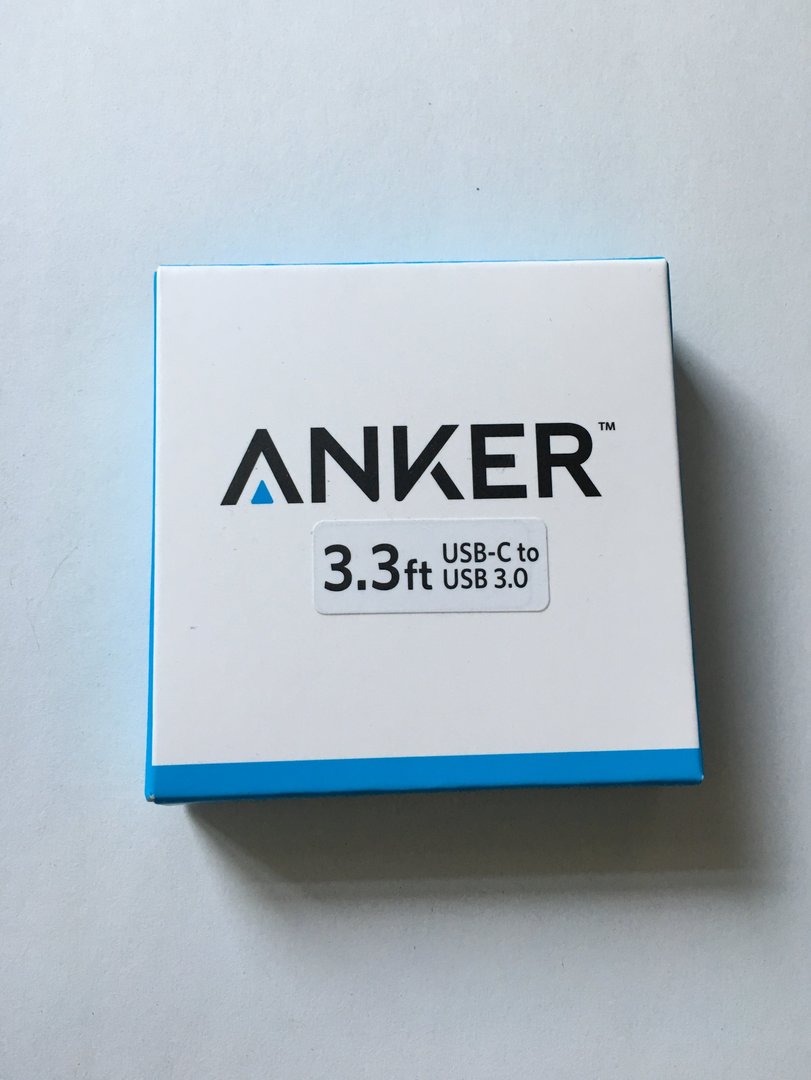 ANKER™
3.3ft USB-C to
USB 3.0